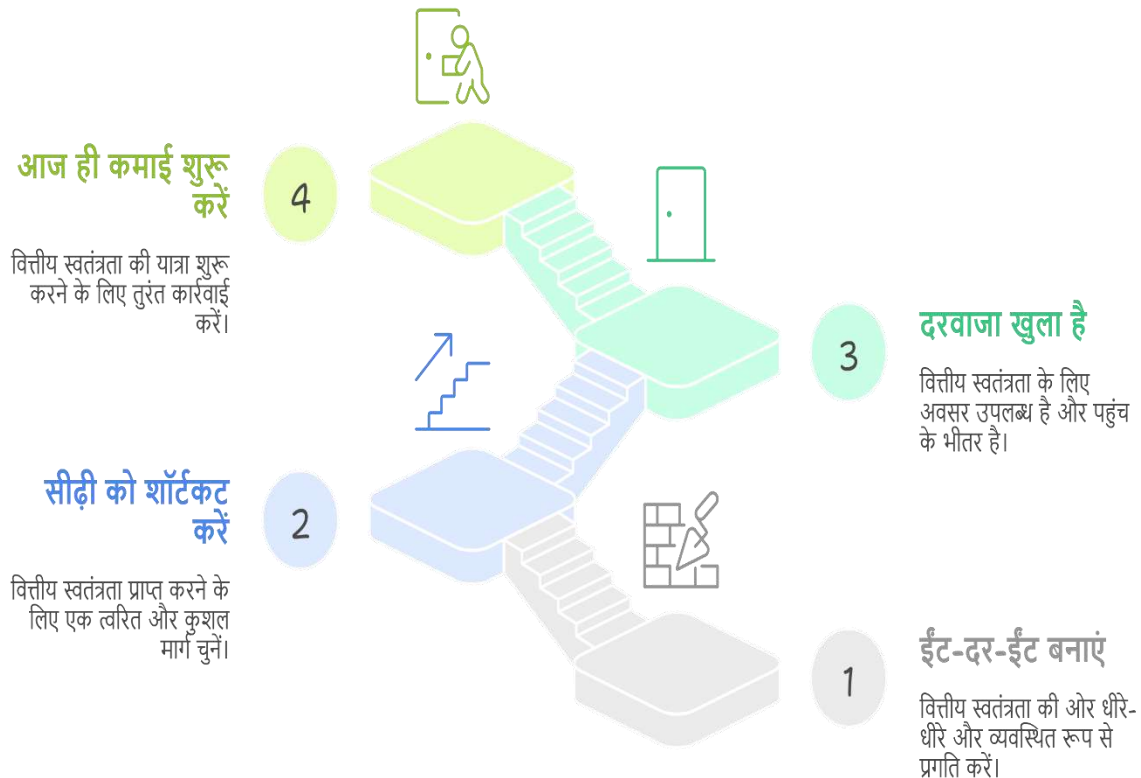 आज ही कमाई शुरू
करें
4
वित्तीय स्वतंत्रता की यात्रा शुरू
करने के लिए तुरंत कार्रवाई
करें।
दरवाजा खुला है
3
वित्तीय स्वतंत्रता के लिए
अवसर उपलब्ध है और पहुंच
के भीतर है।
सीढ़ी को शॉर्टकट
करें
2
वित्तीय स्वतंत्रता प्राप्त करने के
लिए एक त्वरित और कुशल
मार्ग चुनें।
ईंट-दर-ईंट बनाएं
1
वित्तीय स्वतंत्रता की ओर धीरे-
धीरे और व्यवस्थित रूप से
प्रगति करें।